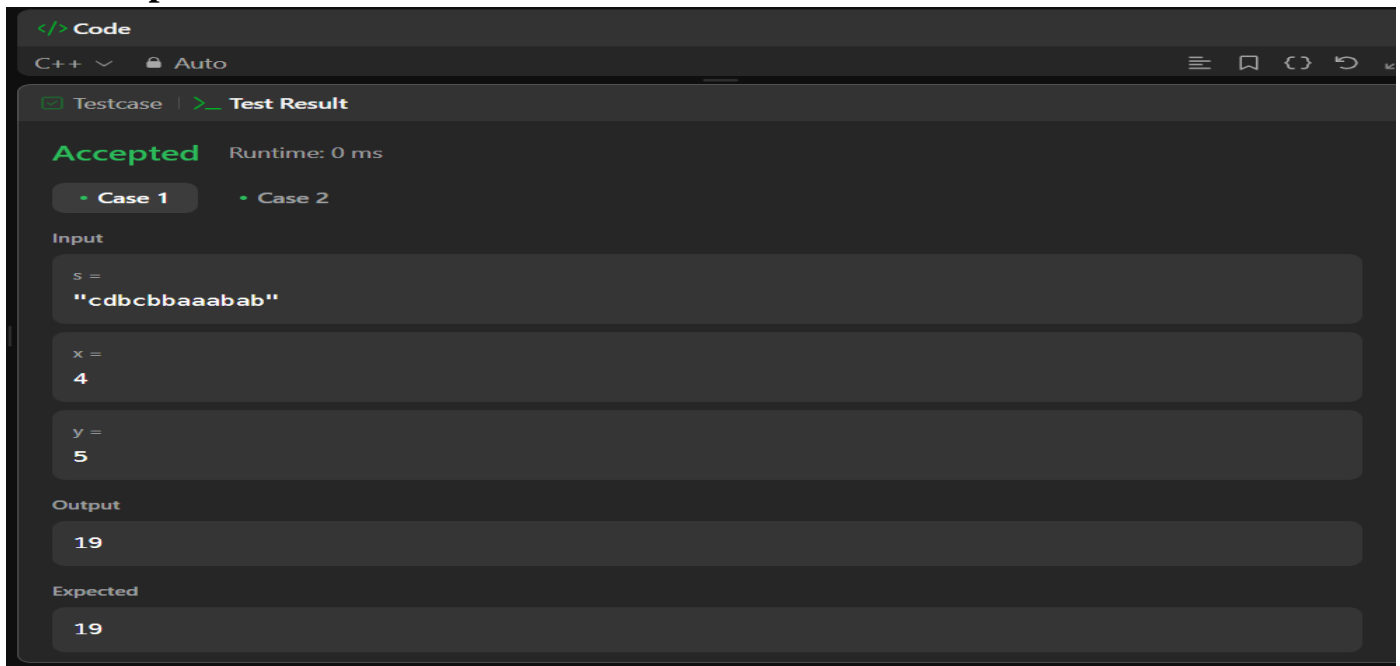 </> Code
C++ Auto
Testcase | >_ Test Result
Accepted Runtime: 0 ms
• Case 1 • Case 2
Input
s =
"cdbcbbaaabab"
x =
4
y =
5
Output
19
Expected
19